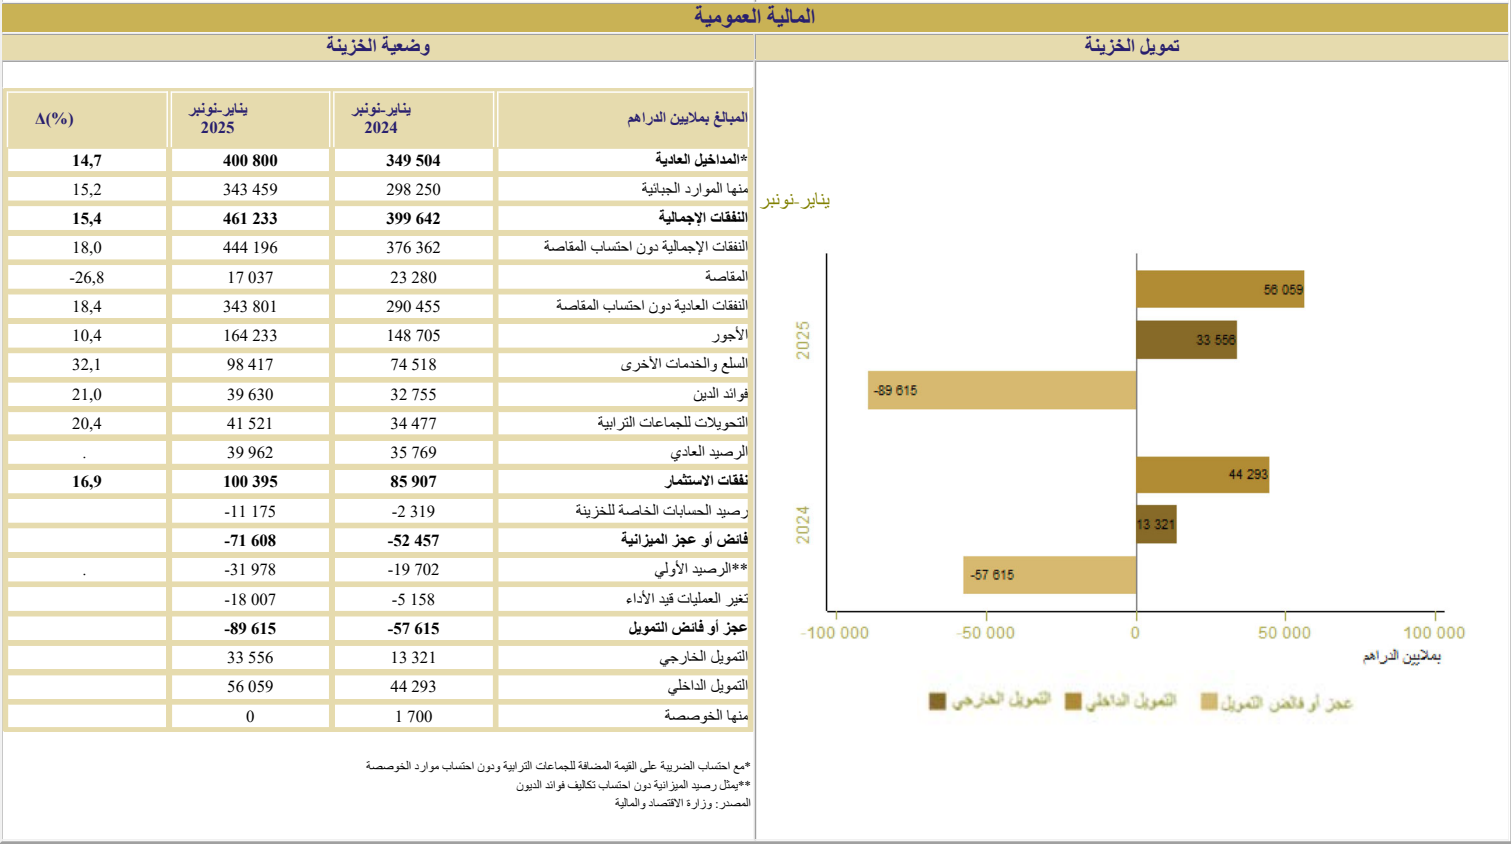 المالية العمومية
تمويل الخزينة
وضعية الخزينة
المبالغ بملايين الدراهم يناير-نونبر 2024 يناير-نونبر 2025 Δ(%)
*المداخيل العادية 349 504 400 800 14,7
منها الموارد الجبائية 298 250 343 459 15,2
النفقات الإجمالية 399 642 461 233 15,4
النفقات الإجمالية دون احتساب المقاصة 376 362 444 196 18,0
المقاصة 23 280 17 037 -26,8
النفقات العادية دون احتساب المقاصة 290 455 343 801 18,4
الأجور 148 705 164 233 10,4
السلع والخدمات الأخرى 74 518 98 417 32,1
فوائد الدين 32 755 39 630 21,0
التحويلات للجماعات الترابية 34 477 41 521 20,4
الرصيد العادي 35 769 39 962 .
نفقات الاستثمار 85 907 100 395 16,9
رصيد الحسابات الخاصة للخزينة -2 319 -11 175
فائض أو عجز الميزانية -52 457 -71 608
**الرصيد الأولي -19 702 -31 978 .
تغير العمليات قيد الأداء -5 158 -18 007
عجز أو فائض التمويل -57 615 -89 615
التمويل الخارجي 13 321 33 556
التمويل الداخلي 44 293 56 059
منها الخوصصة 1 700 0
*مع احتساب الضريبة على القيمة المضافة للجماعات الترابية ودون احتساب موارد الخوصصة
**يمثل رصيد الميزانية دون احتساب تكاليف فوائد الديون
المصدر: وزارة الاقتصاد والمالية
يناير-نونبر
2025
56 059
33 556
-89 615
2024
44 293
13 321
-57 615
-100 000 -50 000 0 50 000 100 000
بملايين الدراهم
عجز أو فائض التمويل التمويل الداخلي التمويل الخارجي